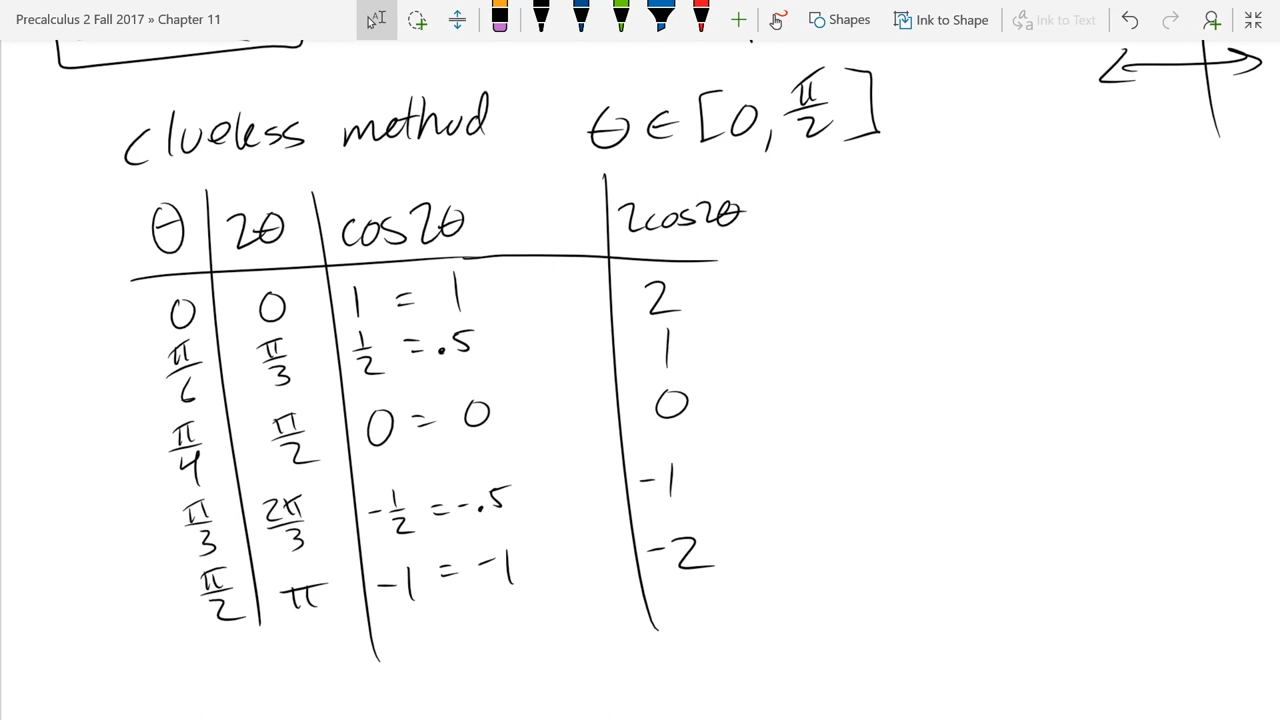 Precalculus 2 Fall 2017 » Chapter 11 Shapes Ink to Shape Ink to Text
clueless method θ ∈ [0, π/2]
θ 2θ cos2θ 2cos2θ
0 0 1 = 1 2
π/6 π/3 1/2 = .5 1
π/4 π/2 0 = 0 0
π/3 2π/3 -1/2 = -.5 -1
π/2 π -1 = -1 -2